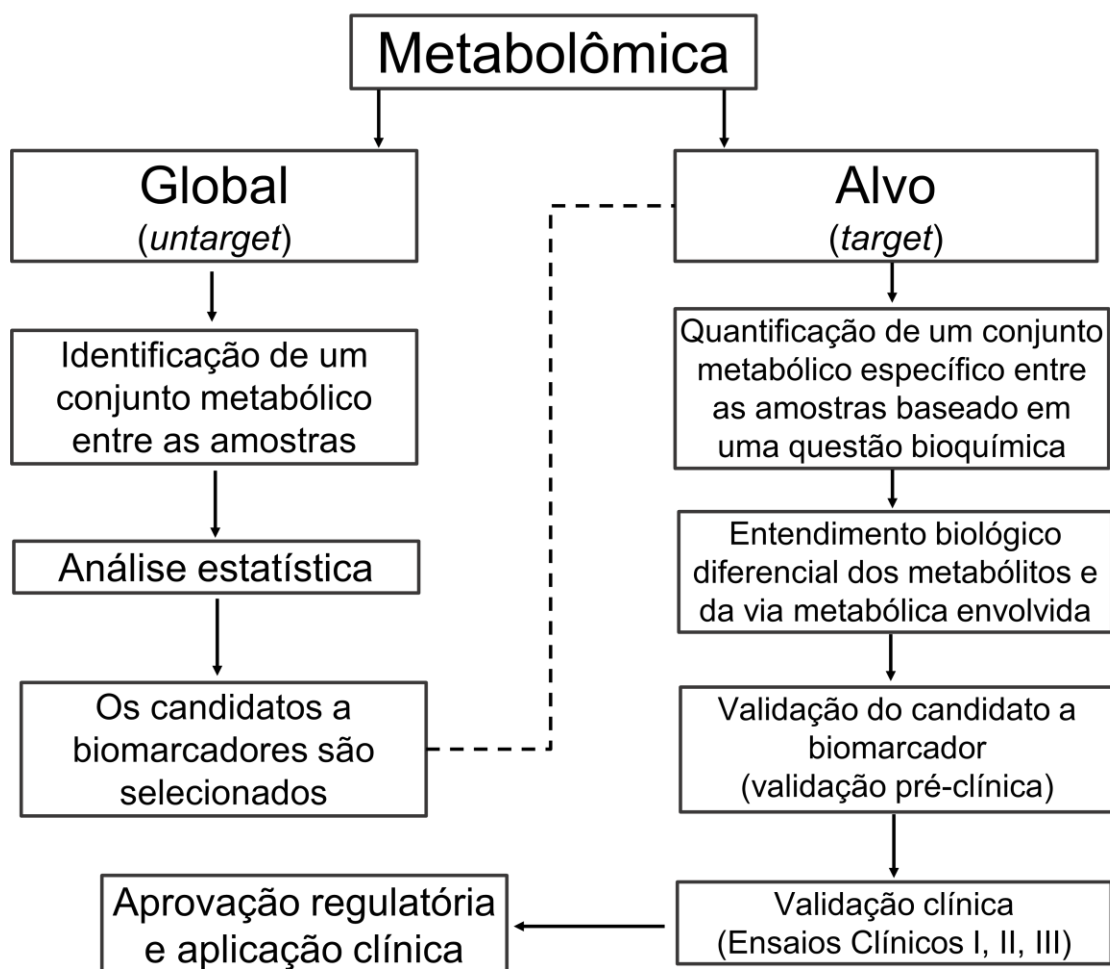 Metabolômica
Global
(untarget)
Identificação de um
conjunto metabólico
entre as amostras
Análise estatística
Os candidatos a
biomarcadores são
selecionados
Alvo
(target)
Quantificação de um conjunto
metabólico específico entre
as amostras baseado em
uma questão bioquímica
Entendimento biológico
diferencial dos metabólitos e
da via metabólica envolvida
Validação do candidato a
biomarcador
(validação pré-clínica)
Validação clínica
(Ensaios Clínicos I, II, III)
Aprovação regulatória
e aplicação clínica